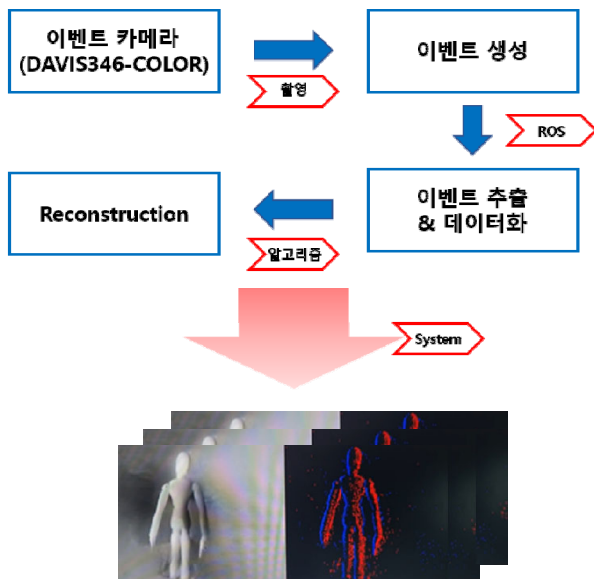 이벤트 카메라
(DAVIS346-COLOR)
촬영
이벤트 생성
ROS
이벤트 추출
& 데이터화
알고리즘
Reconstruction
System